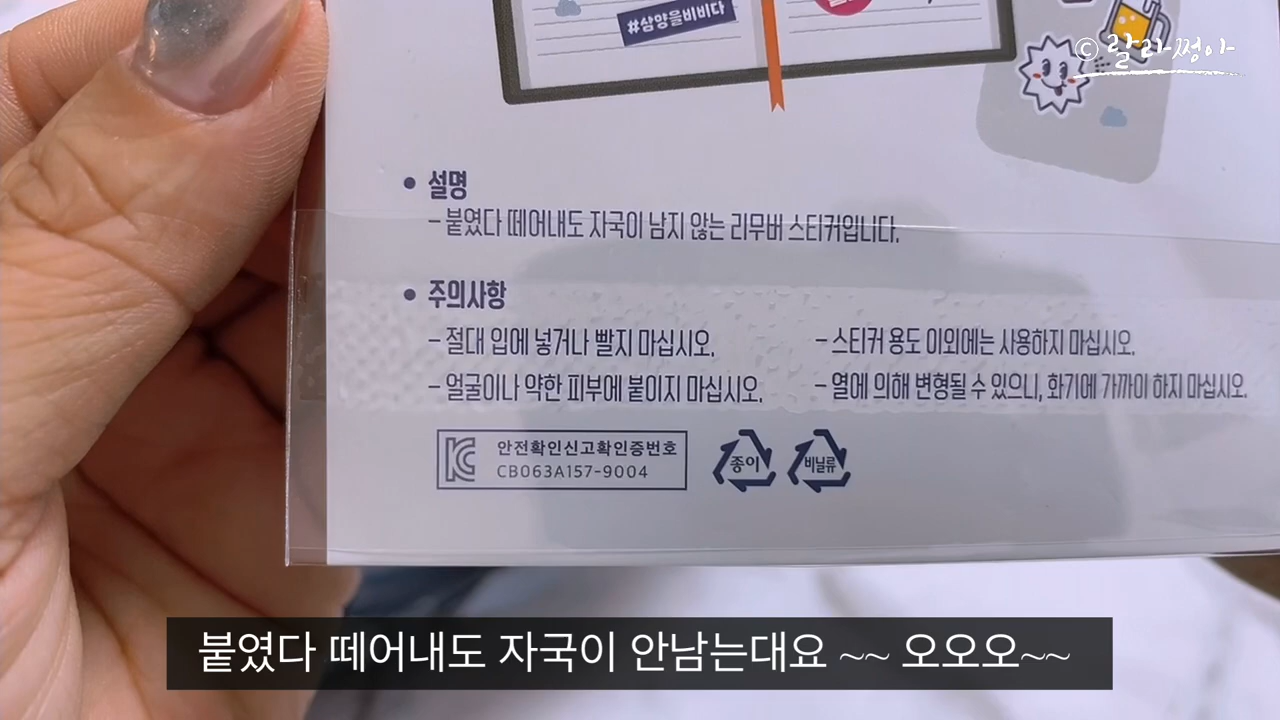 #삼양을비비다
©랄라쩡아
• 설명
– 붙였다 떼어내도 자국이 남지 않는 리무버 스티커입니다.
• 주의사항
– 절대 입에 넣거나 빨지 마십시오.
– 얼굴이나 약한 피부에 붙이지 마십시오.
– 스티커 용도 이외에는 사용하지 마십시오.
– 열에 의해 변형될 수 있으니, 화기에 가까이 하지 마십시오.
안전확인신고확인증번호
CB063A157-9004
종이
비닐류
붙였다 떼어내도 자국이 안남는대요 ~~ 오오오~~